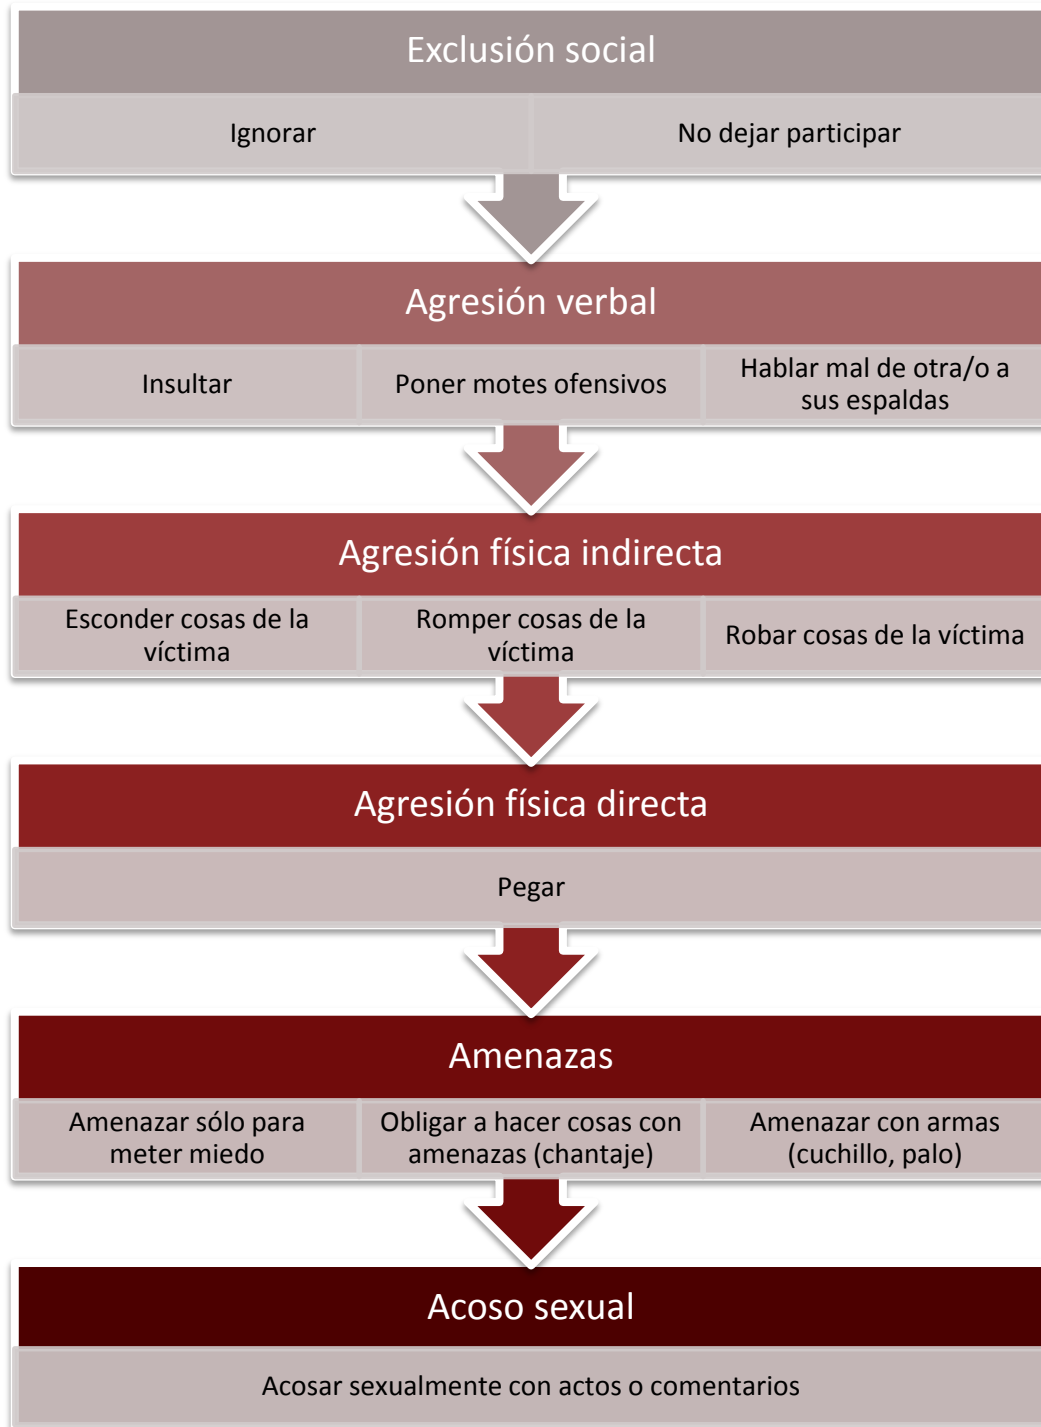 Exclusión social
Ignorar
No dejar participar
Agresión verbal
Insultar
Poner motes ofensivos
Hablar mal de otra/o a
sus espaldas
Agresión física indirecta
Esconder cosas de la
víctima
Romper cosas de la
víctima
Robar cosas de la víctima
Agresión física directa
Pegar
Amenazas
Amenazar sólo para
meter miedo
Obligar a hacer cosas con
amenazas (chantaje)
Amenazar con armas
(cuchillo, palo)
Acoso sexual
Acosar sexualmente con actos o comentarios